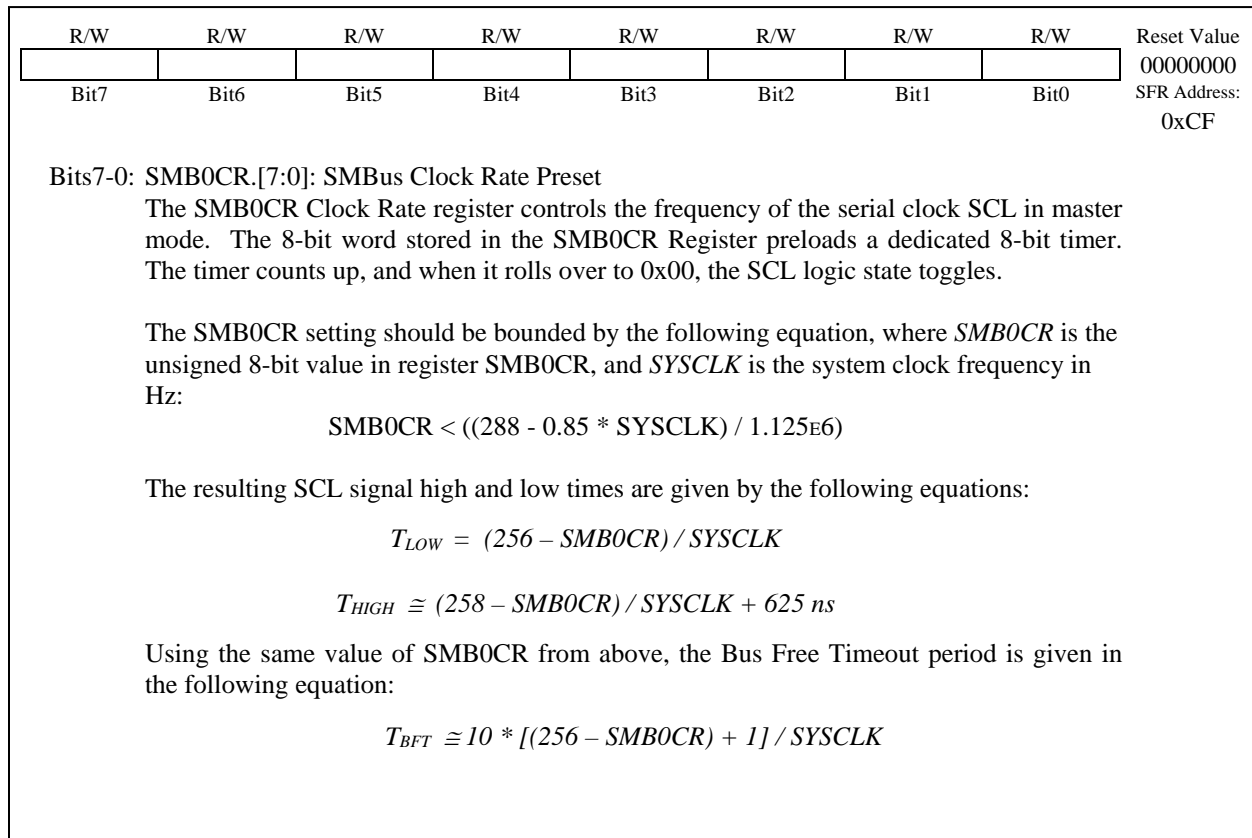 R/W R/W R/W R/W R/W R/W R/W R/W Reset Value
00000000
Bit7 Bit6 Bit5 Bit4 Bit3 Bit2 Bit1 Bit0 SFR Address:
0xCF
Bits7-0: SMB0CR.[7:0]: SMBus Clock Rate Preset
The SMB0CR Clock Rate register controls the frequency of the serial clock SCL in master
mode. The 8-bit word stored in the SMB0CR Register preloads a dedicated 8-bit timer.
The timer counts up, and when it rolls over to 0x00, the SCL logic state toggles.
The SMB0CR setting should be bounded by the following equation, where SMB0CR is the
unsigned 8-bit value in register SMB0CR, and SYSCLK is the system clock frequency in
Hz:
SMB0CR < ((288 - 0.85 * SYSCLK) / 1.125E6)
The resulting SCL signal high and low times are given by the following equations:
TLOW = (256 – SMB0CR) / SYSCLK
THIGH ≅ (258 – SMB0CR) / SYSCLK + 625 ns
Using the same value of SMB0CR from above, the Bus Free Timeout period is given in
the following equation:
TBFT ≅ 10 * [(256 – SMB0CR) + 1] / SYSCLK